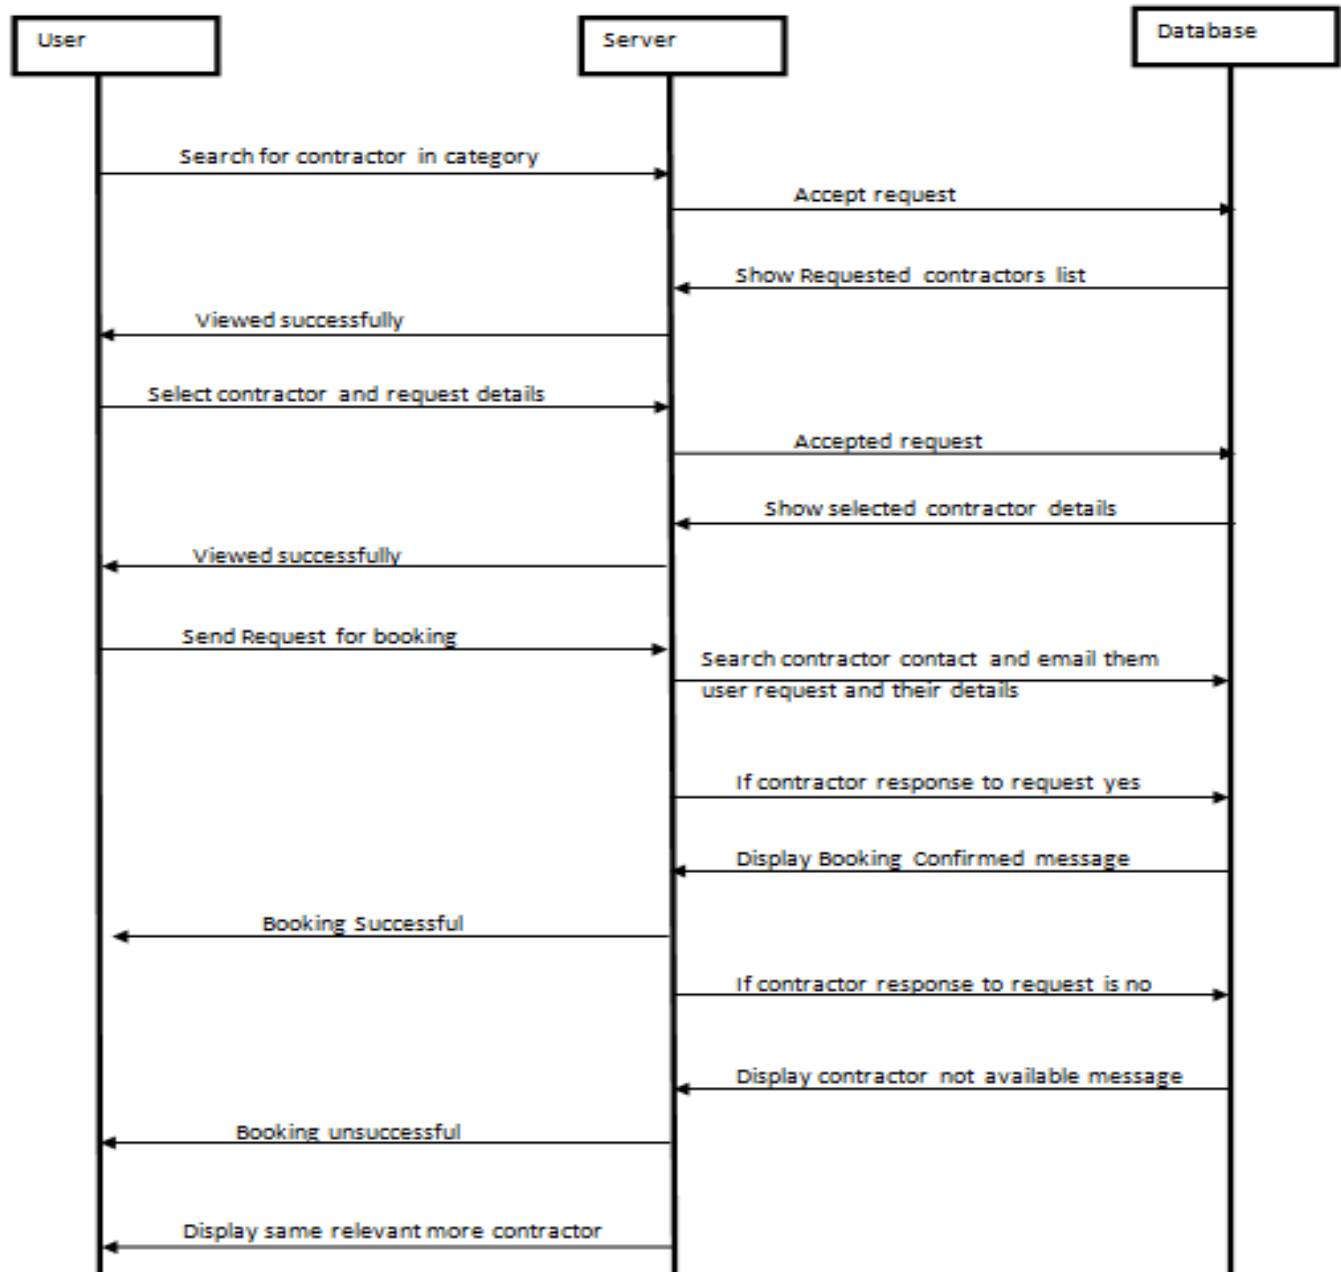 User
Server
Database
Search for contractor in category
Accept request
Show Requested contractors list
Viewed successfully
Select contractor and request details
Accepted request
Show selected contractor details
Viewed successfully
Send Request for booking
Search contractor contact and email them
user request and their details
If contractor response to request yes
Display Booking Confirmed message
Booking Successful
If contractor response to request is no
Display contractor not available message
Booking unsuccessful
Display same relevant more contractor